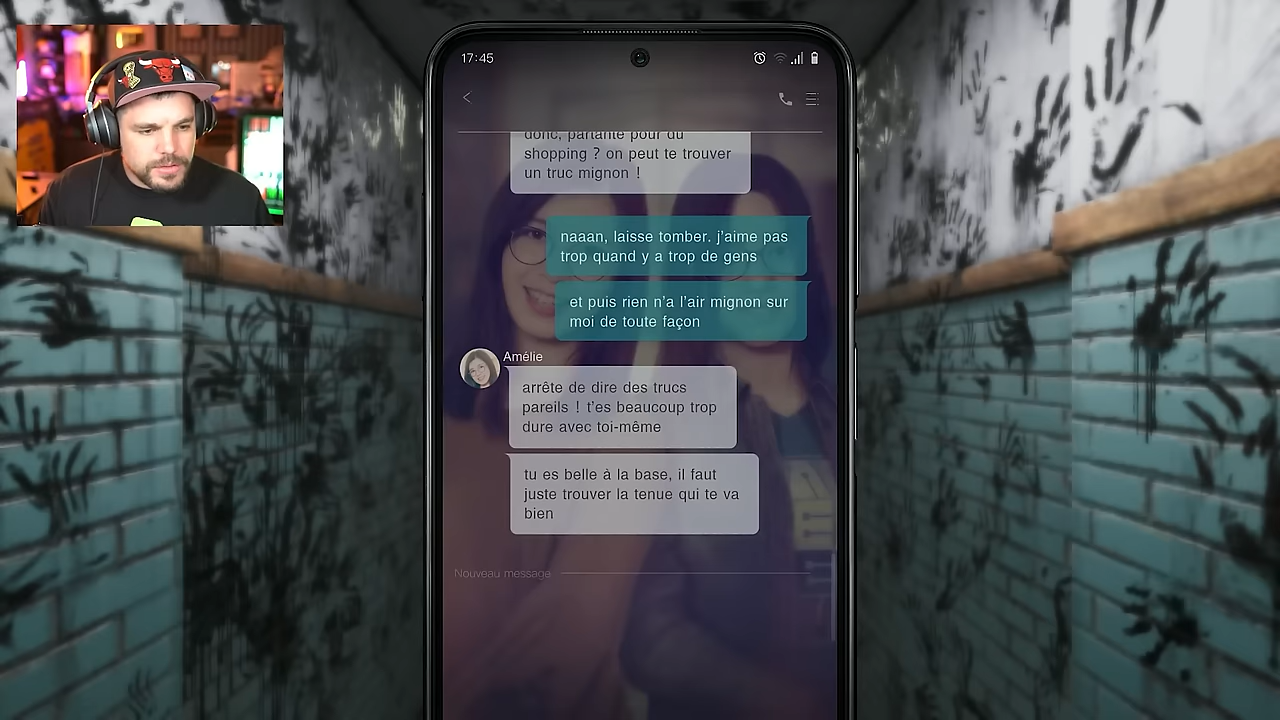 17:45
donc, partante pour du
shopping ? on peut te trouver
un truc mignon !
naaan, laisse tomber. j'aime pas
trop quand y a trop de gens
et puis rien n'a l'air mignon sur
moi de toute façon
Amélie
arrête de dire des trucs
pareils ! t'es beaucoup trop
dure avec toi-même
tu es belle à la base, il faut
juste trouver la tenue qui te va
bien
Nouveau message